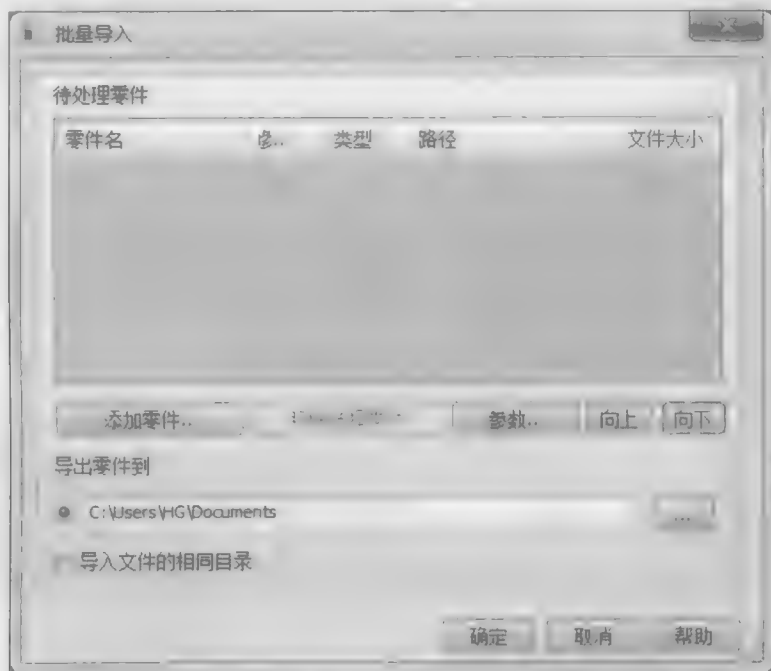 批量导入
待处理零件
零件名 修.. 类型 路径 文件大小
添加零件.. 参数.. 向上 向下
导出零件到
C:\Users\HG\Documents ...
导入文件的相同目录
确定 取消 帮助